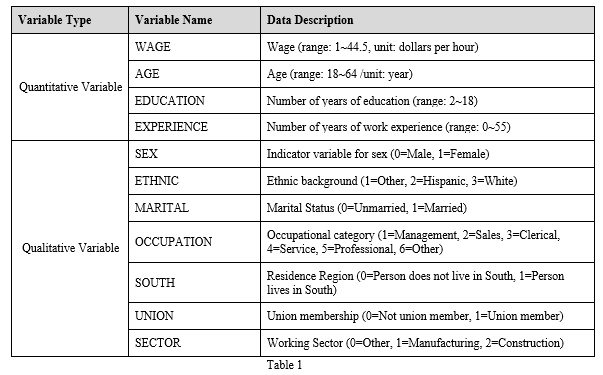 Variable Type Variable Name Data Description
Quantitative Variable
WAGE Wage (range: 1~44.5, unit: dollars per hour)
AGE Age (range: 18~64 /unit: year)
EDUCATION Number of years of education (range: 2~18)
EXPERIENCE Number of years of work experience (range: 0~55)
Qualitative Variable
SEX Indicator variable for sex (0=Male, 1=Female)
ETHNIC Ethnic background (1=Other, 2=Hispanic, 3=White)
MARITAL Marital Status (0=Unmarried, 1=Married)
OCCUPATION Occupational category (1=Management, 2=Sales, 3=Clerical,
4=Service, 5=Professional, 6=Other)
SOUTH Residence Region (0=Person does not live in South, 1=Person
lives in South)
UNION Union membership (0=Not union member, 1=Union member)
SECTOR Working Sector (0=Other, 1=Manufacturing, 2=Construction)
Table 1